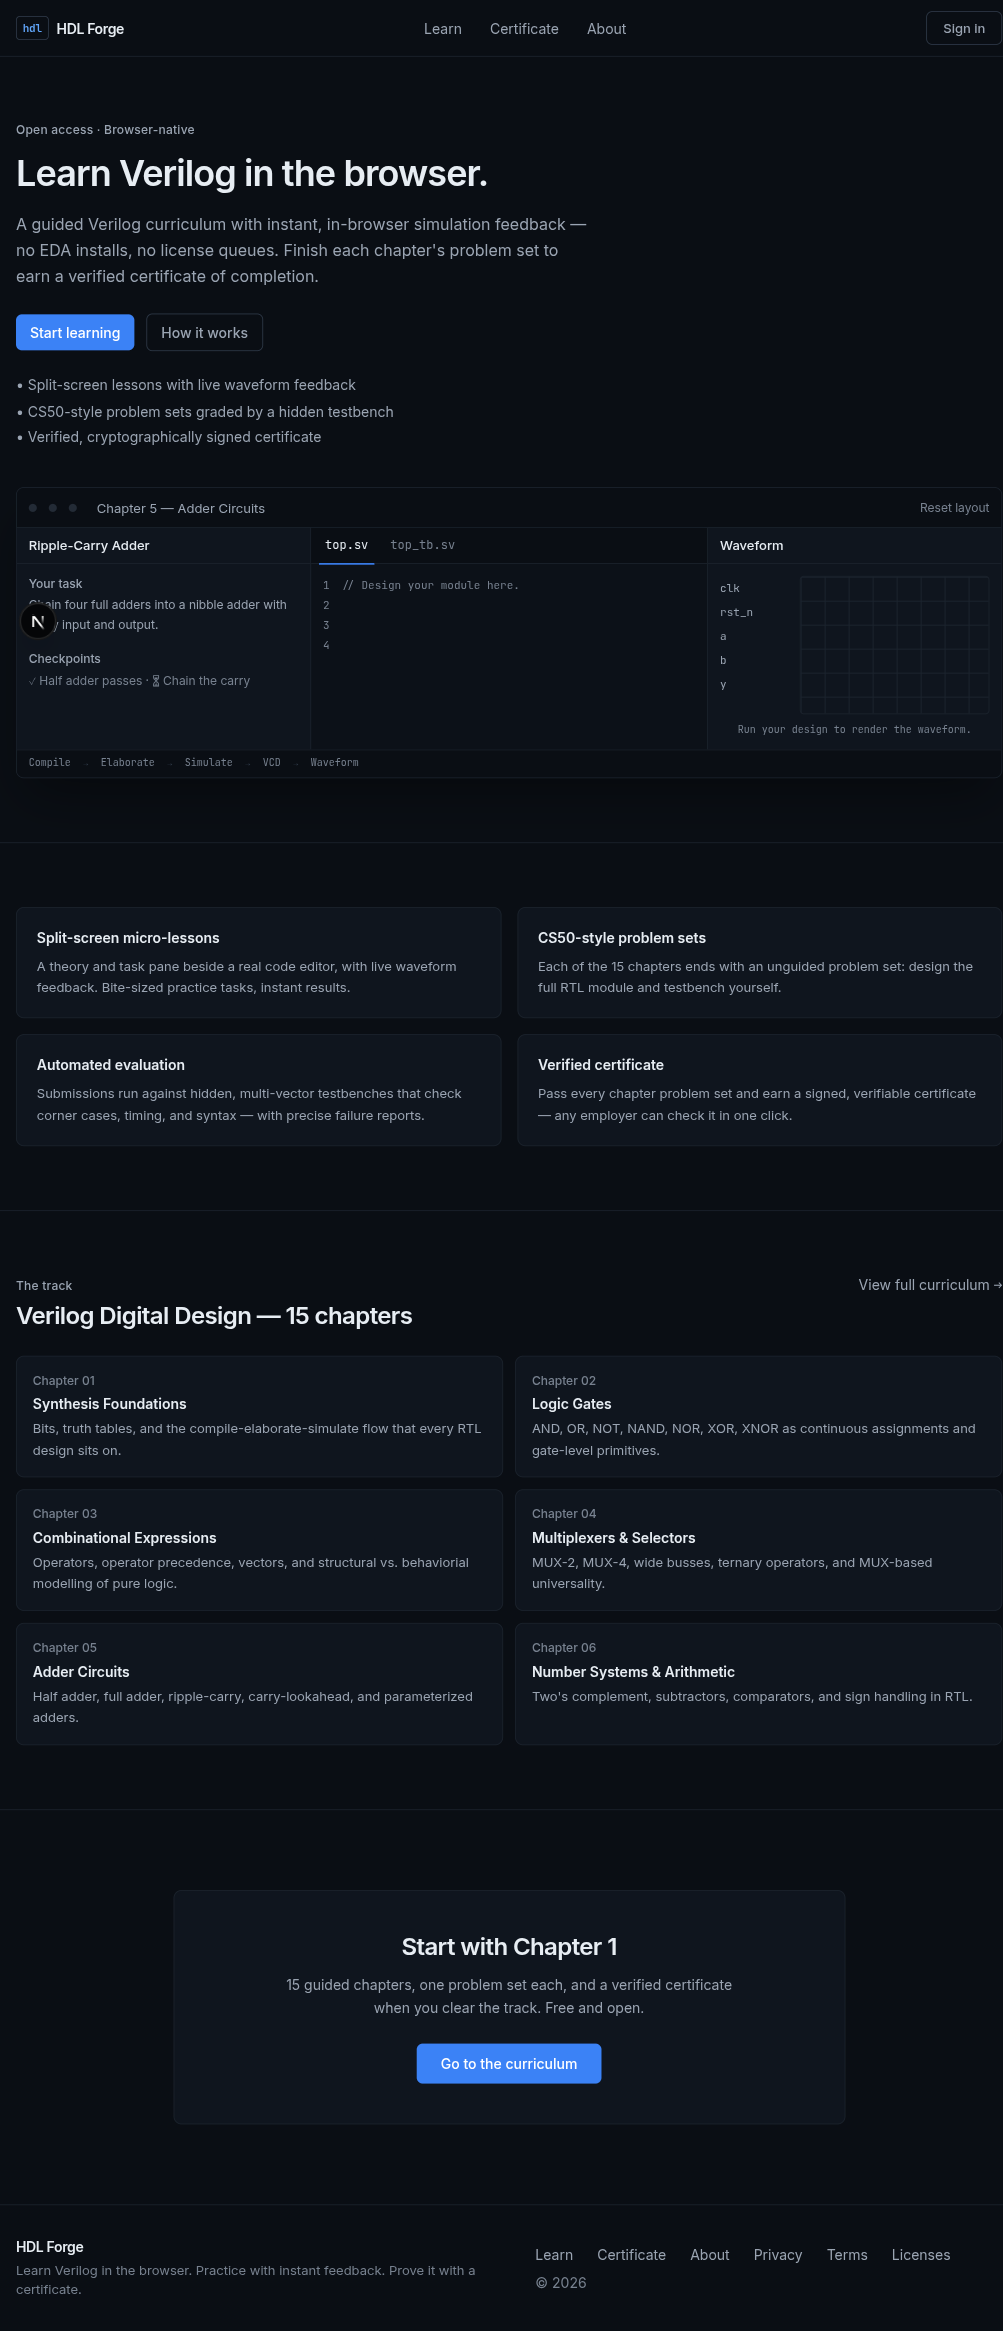 hdl HDL Forge Learn Certificate About Sign in
Open access · Browser-native
Learn Verilog in the browser.
A guided Verilog curriculum with instant, in-browser simulation feedback —
no EDA installs, no license queues. Finish each chapter's problem set to
earn a verified certificate of completion.
Start learning How it works
• Split-screen lessons with live waveform feedback
• CS50-style problem sets graded by a hidden testbench
• Verified, cryptographically signed certificate
Chapter 5 — Adder Circuits Reset layout
Ripple-Carry Adder
Your task
four full adders into a nibble adder with
input and output.
Checkpoints
✓ Half adder passes · ⏳ Chain the carry
top.sv top_tb.sv
1 // Design your module here.
2
3
4
Waveform
clk
rst_n
a
b
y
Run your design to render the waveform.
Compile → Elaborate → Simulate → VCD → Waveform
Split-screen micro-lessons
A theory and task pane beside a real code editor, with live waveform
feedback. Bite-sized practice tasks, instant results.
CS50-style problem sets
Each of the 15 chapters ends with an unguided problem set: design the
full RTL module and testbench yourself.
Automated evaluation
Submissions run against hidden, multi-vector testbenches that check
corner cases, timing, and syntax — with precise failure reports.
Verified certificate
Pass every chapter problem set and earn a signed, verifiable certificate
— any employer can check it in one click.
The track
Verilog Digital Design — 15 chapters
View full curriculum →
Chapter 01
Synthesis Foundations
Bits, truth tables, and the compile-elaborate-simulate flow that every RTL
design sits on.
Chapter 02
Logic Gates
AND, OR, NOT, NAND, NOR, XOR, XNOR as continuous assignments and
gate-level primitives.
Chapter 03
Combinational Expressions
Operators, operator precedence, vectors, and structural vs. behaviorial
modelling of pure logic.
Chapter 04
Multiplexers & Selectors
MUX-2, MUX-4, wide busses, ternary operators, and MUX-based
universality.
Chapter 05
Adder Circuits
Half adder, full adder, ripple-carry, carry-lookahead, and parameterized
adders.
Chapter 06
Number Systems & Arithmetic
Two's complement, subtractors, comparators, and sign handling in RTL.
Start with Chapter 1
15 guided chapters, one problem set each, and a verified certificate
when you clear the track. Free and open.
Go to the curriculum
HDL Forge
Learn Verilog in the browser. Practice with instant feedback. Prove it with a
certificate.
Learn Certificate About Privacy Terms Licenses
© 2026